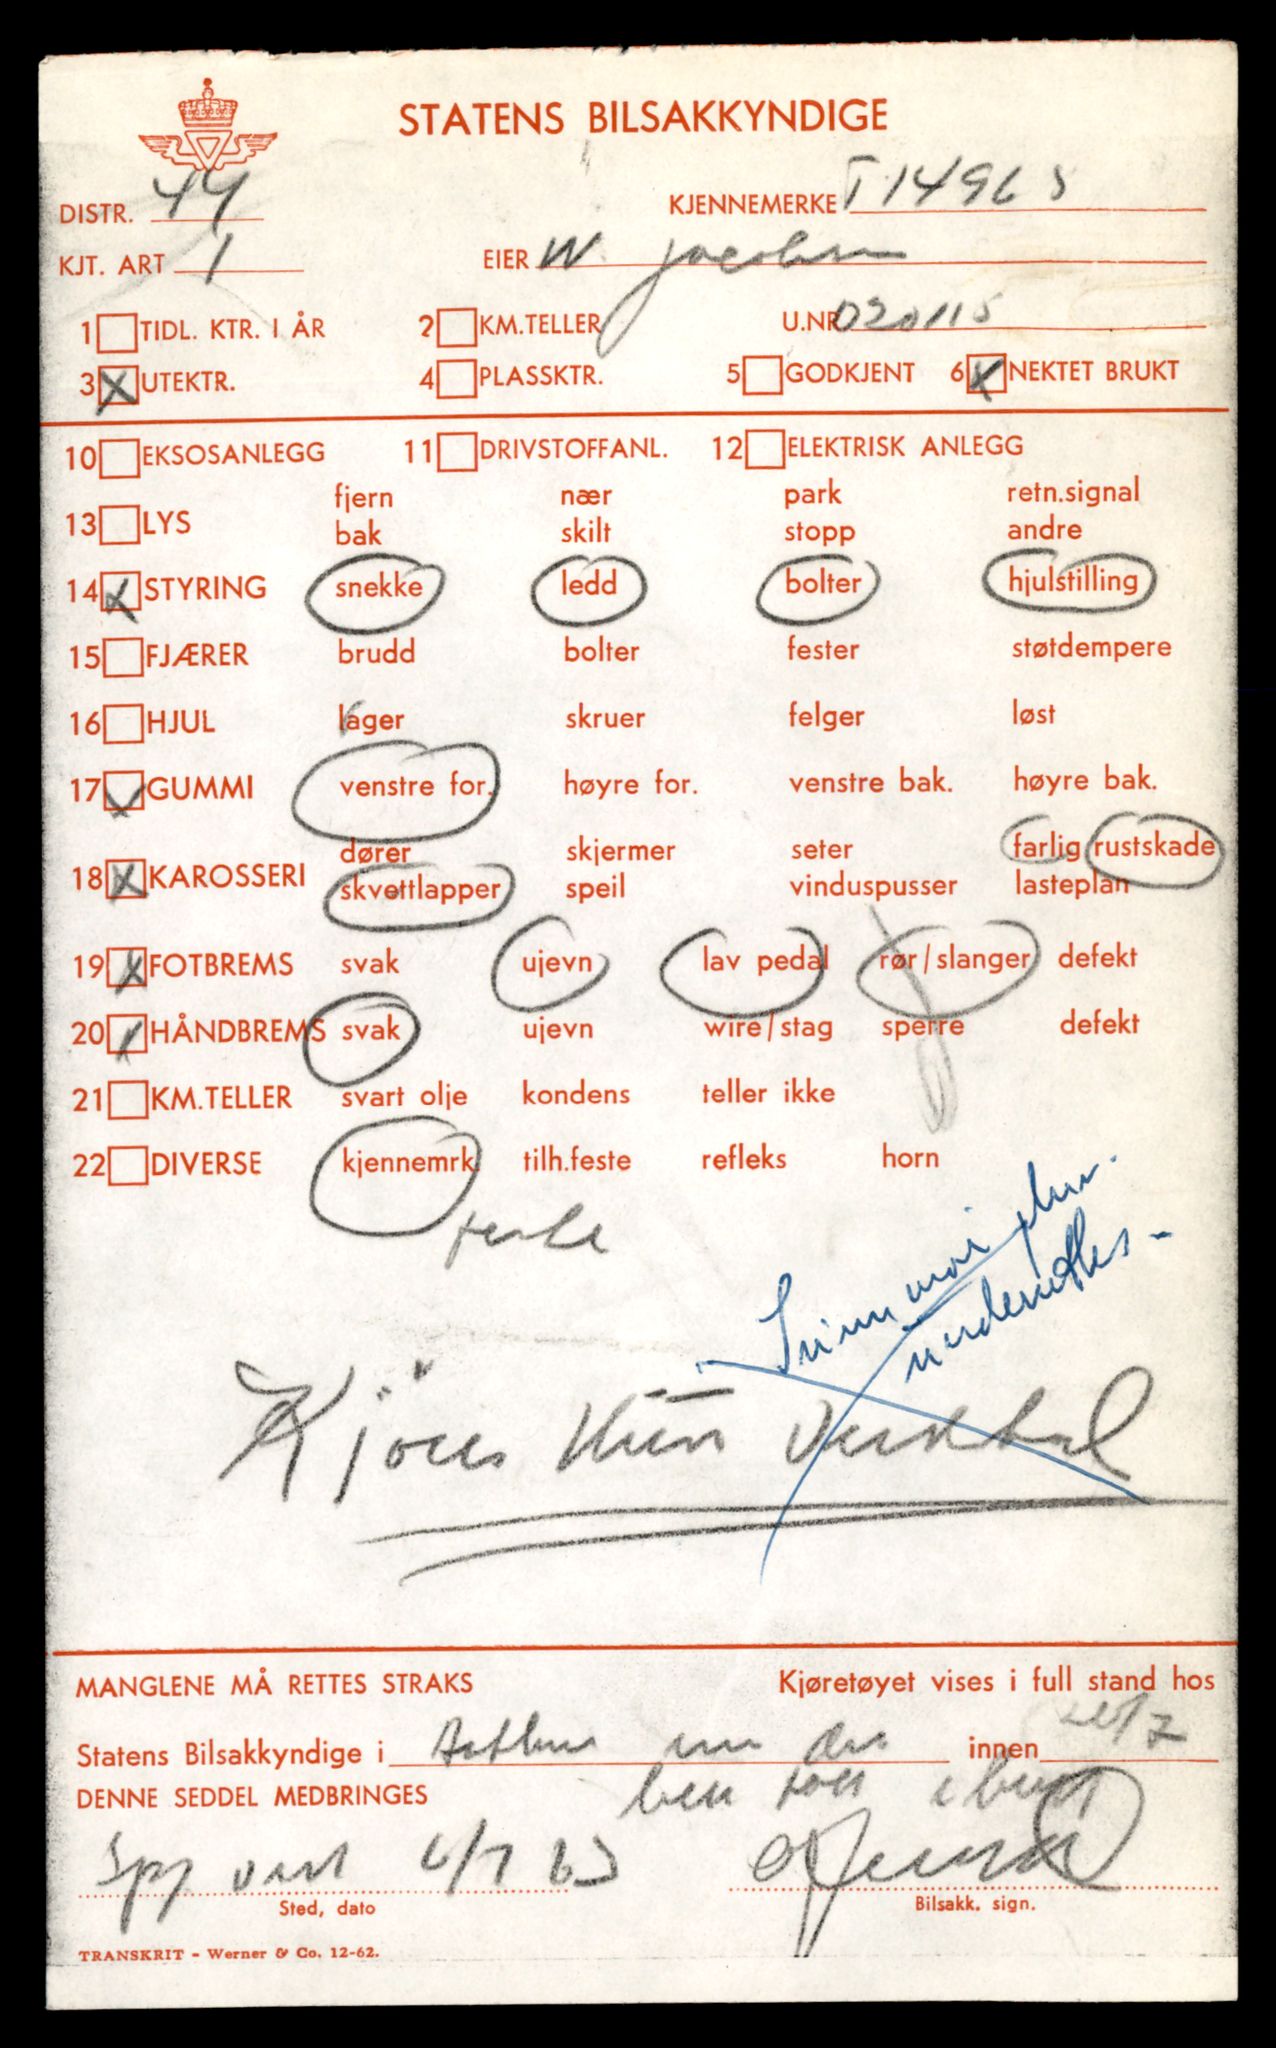 STATENS BILSAKKYNDIGE
DISTR. 44 KJENNEMERKE T 14965
KJT. ART 1 EIER W. Jacobsen
1 TIDL. KTR. I ÅR 2 KM.TELLER U.NR 020115
3 UTEKTR. 4 PLASSKTR. 5 GODKJENT 6 NEKTET BRUKT
10 EKSOSANLEGG 11 DRIVSTOFFANL. 12 ELEKTRISK ANLEGG
fjern nær park retn.signal
13 LYS
bak skilt stopp andre
14 STYRING snekke ledd bolter hjulstilling
15 FJÆRER brudd bolter fester støtdempere
16 HJUL lager skruer felger løst
17 GUMMI venstre for. høyre for. venstre bak. høyre bak.
dører skjermer seter farlig rustskade
18 KAROSSERI
skvettlapper speil vinduspusser lasteplan
19 FOTBREMS svak ujevn lav pedal rør/slanger defekt
20 HÅNDBREMS svak ujevn wire/stag sperre defekt
21 KM.TELLER svart olje kondens teller ikke
22 DIVERSE kjennemrk. tilh.feste refleks horn
MANGLENE MÅ RETTES STRAKS Kjøretøyet vises i full stand hos
Statens Bilsakkyndige i innen
DENNE SEDDEL MEDBRINGES
6/7 63
Sted, dato Bilsakk. sign.
TRANSKRIT - Werner & Co. 12-62.